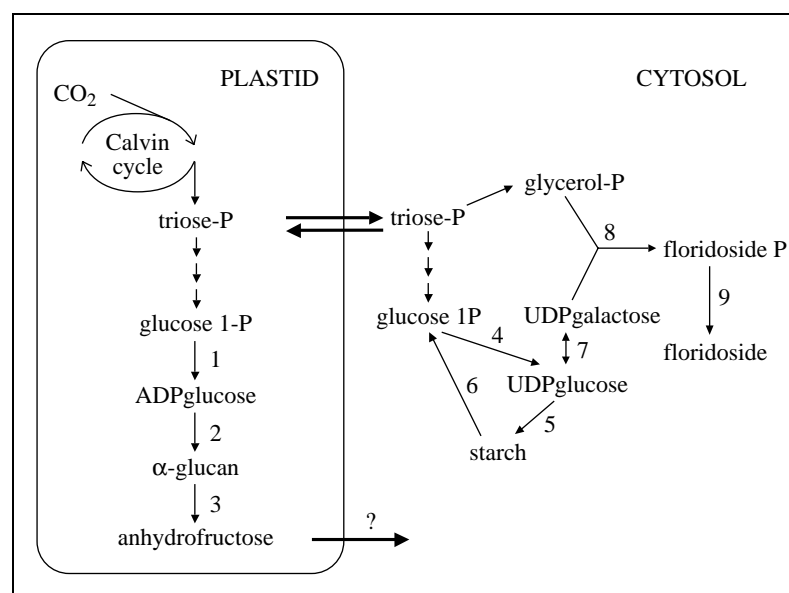 PLASTID
CYTOSOL
CO2
Calvin
cycle
triose-P
glucose 1-P
1
ADPglucose
2
α-glucan
3
anhydrofructose
?
triose-P
glycerol-P
8
floridoside P
9
floridoside
glucose 1P
4
UDPgalactose
7
UDPglucose
6
5
starch